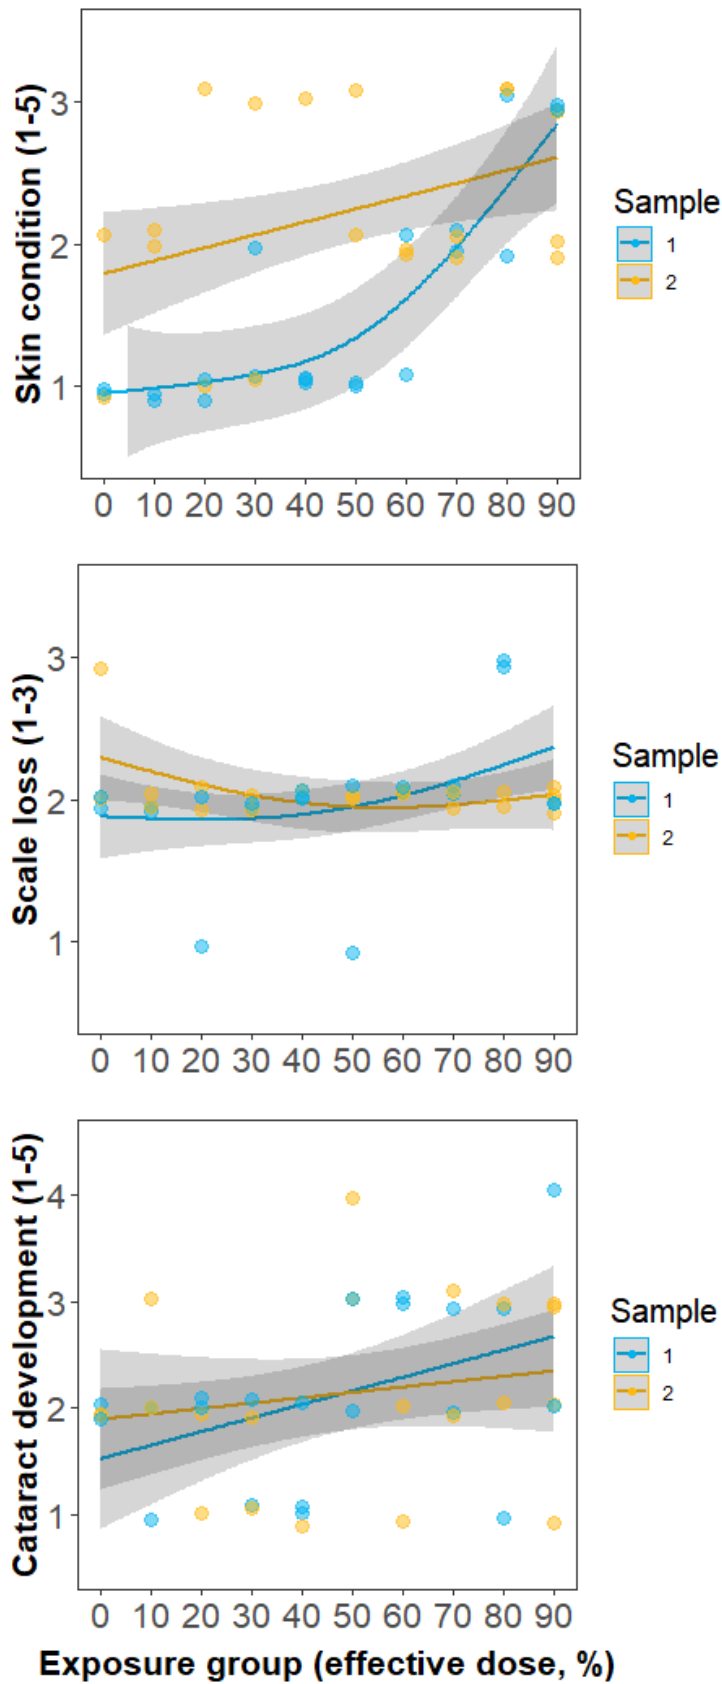 Skin condition (1-5)
3
2
1
0 10 20 30 40 50 60 70 80 90
Sample
1
2
Scale loss (1-3)
3
2
1
0 10 20 30 40 50 60 70 80 90
Sample
1
2
Cataract development (1-5)
4
3
2
1
0 10 20 30 40 50 60 70 80 90
Sample
1
2
Exposure group (effective dose, %)